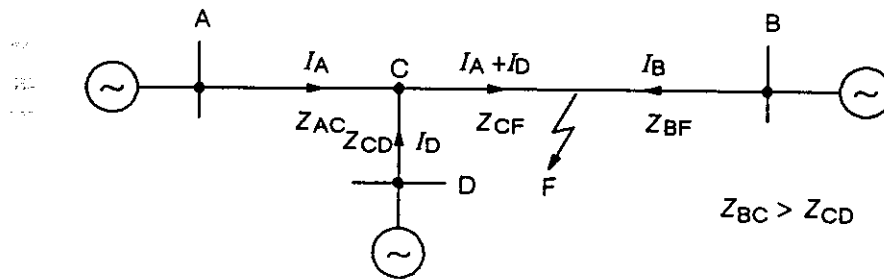 A
B
I_A
C
I_A + I_D
I_B
Z_AC
Z_CD
I_D
Z_CF
Z_BF
F
D
Z_BC > Z_CD
~
~
~